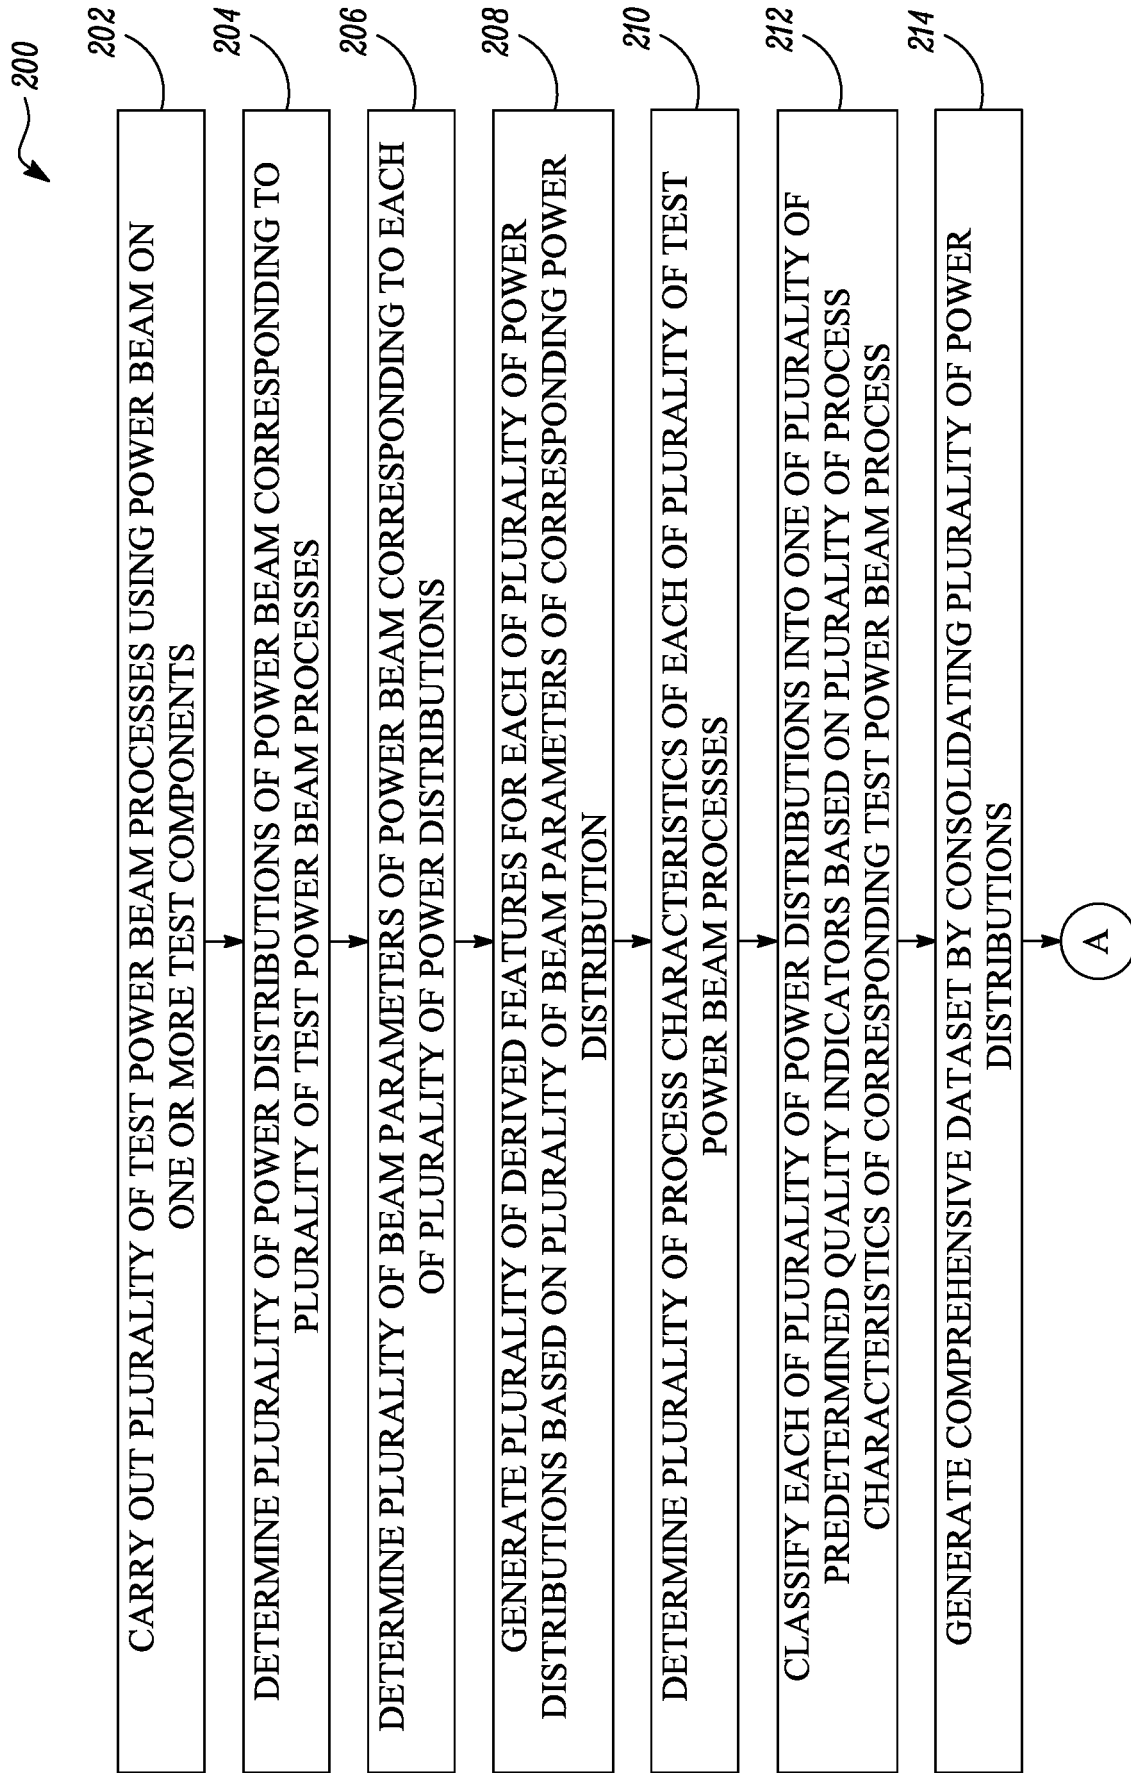 200
202
CARRY OUT PLURALITY OF TEST POWER BEAM PROCESSES USING POWER BEAM ON
ONE OR MORE TEST COMPONENTS
204
DETERMINE PLURALITY OF POWER DISTRIBUTIONS OF POWER BEAM CORRESPONDING TO
PLURALITY OF TEST POWER BEAM PROCESSES
206
DETERMINE PLURALITY OF BEAM PARAMETERS OF POWER BEAM CORRESPONDING TO EACH
OF PLURALITY OF POWER DISTRIBUTIONS
208
GENERATE PLURALITY OF DERIVED FEATURES FOR EACH OF PLURALITY OF POWER
DISTRIBUTIONS BASED ON PLURALITY OF BEAM PARAMETERS OF CORRESPONDING POWER
DISTRIBUTION
210
DETERMINE PLURALITY OF PROCESS CHARACTERISTICS OF EACH OF PLURALITY OF TEST
POWER BEAM PROCESSES
212
CLASSIFY EACH OF PLURALITY OF POWER DISTRIBUTIONS INTO ONE OF PLURALITY OF
PREDETERMINED QUALITY INDICATORS BASED ON PLURALITY OF PROCESS
CHARACTERISTICS OF CORRESPONDING TEST POWER BEAM PROCESS
214
GENERATE COMPREHENSIVE DATASET BY CONSOLIDATING PLURALITY OF POWER
DISTRIBUTIONS
A